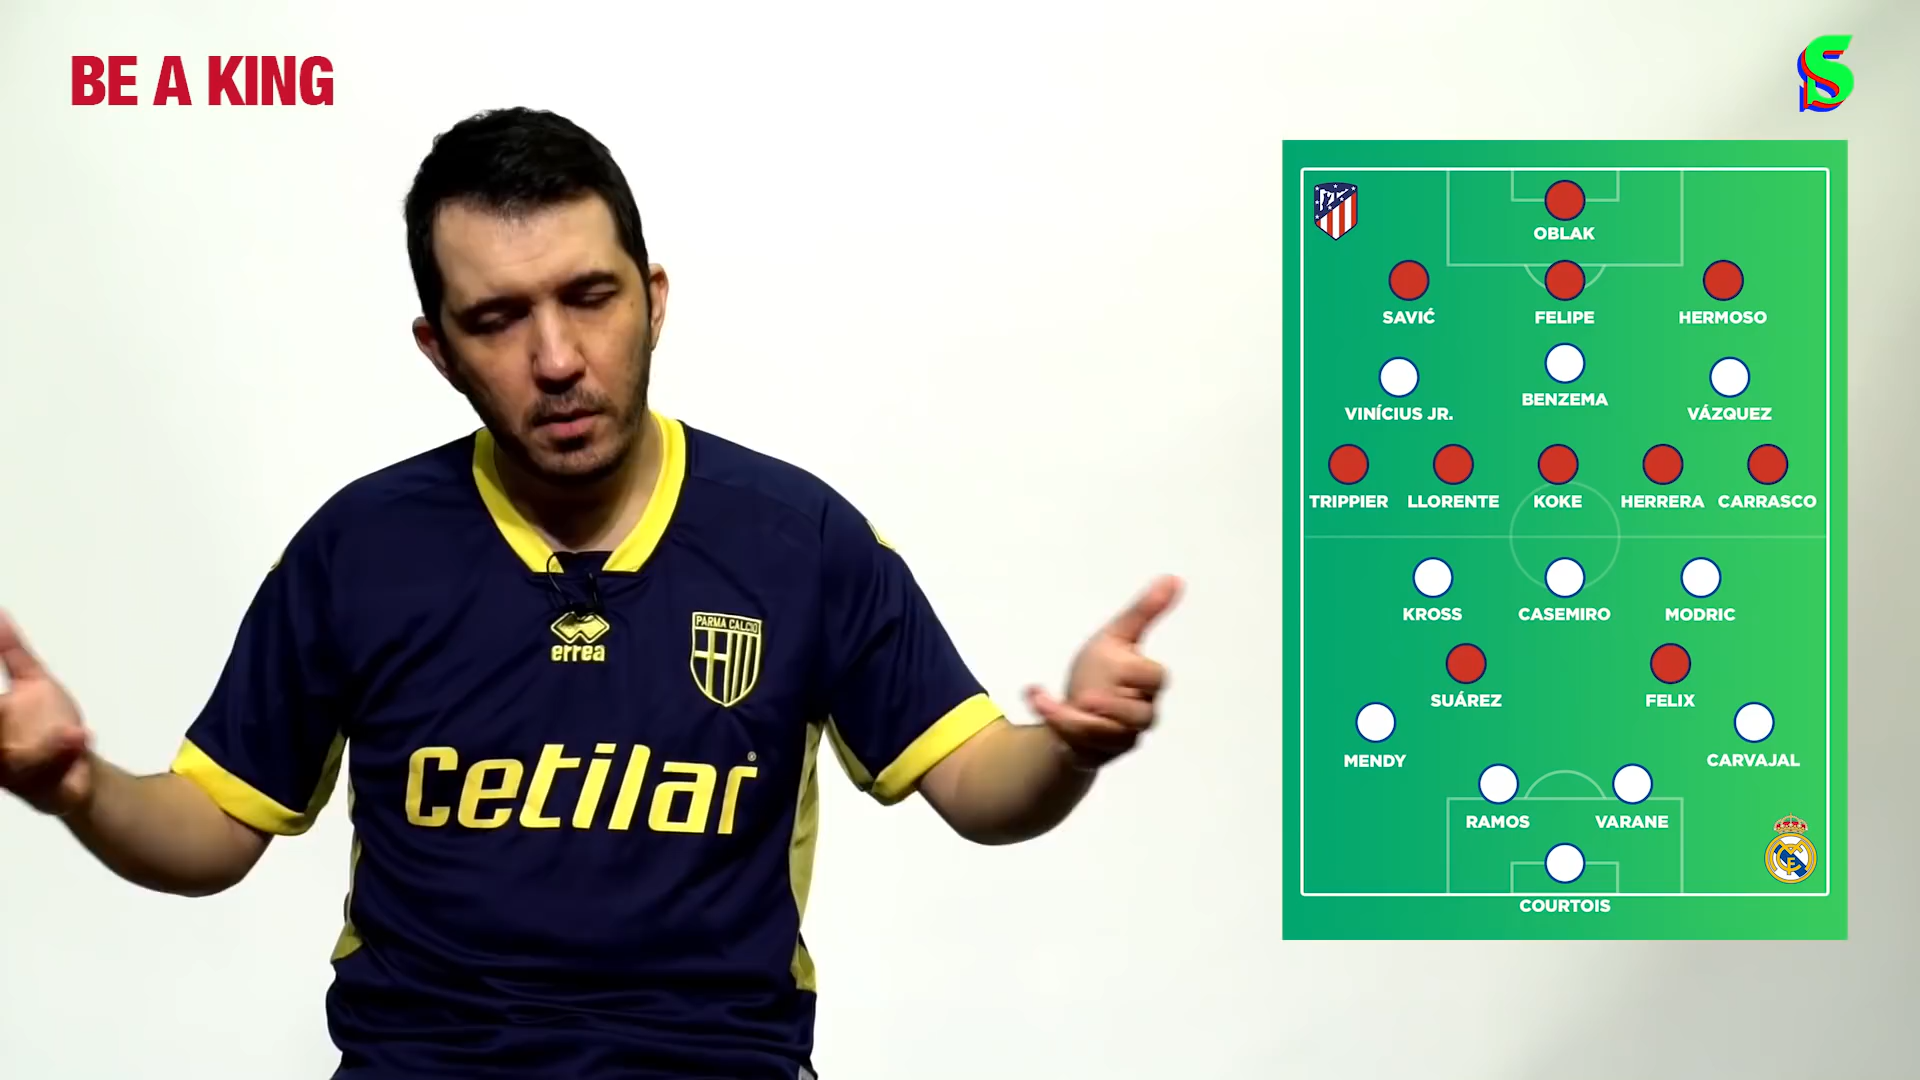 BE A KING
S
OBLAK
SAVIĆ FELIPE HERMOSO
VINÍCIUS JR. BENZEMA VÁZQUEZ
TRIPPIER LLORENTE KOKE HERRERA CARRASCO
KROSS CASEMIRO MODRIC
SUÁREZ FELIX
MENDY CARVAJAL
RAMOS VARANE
COURTOIS
PARMA CALCIO
erreà
Cetilar